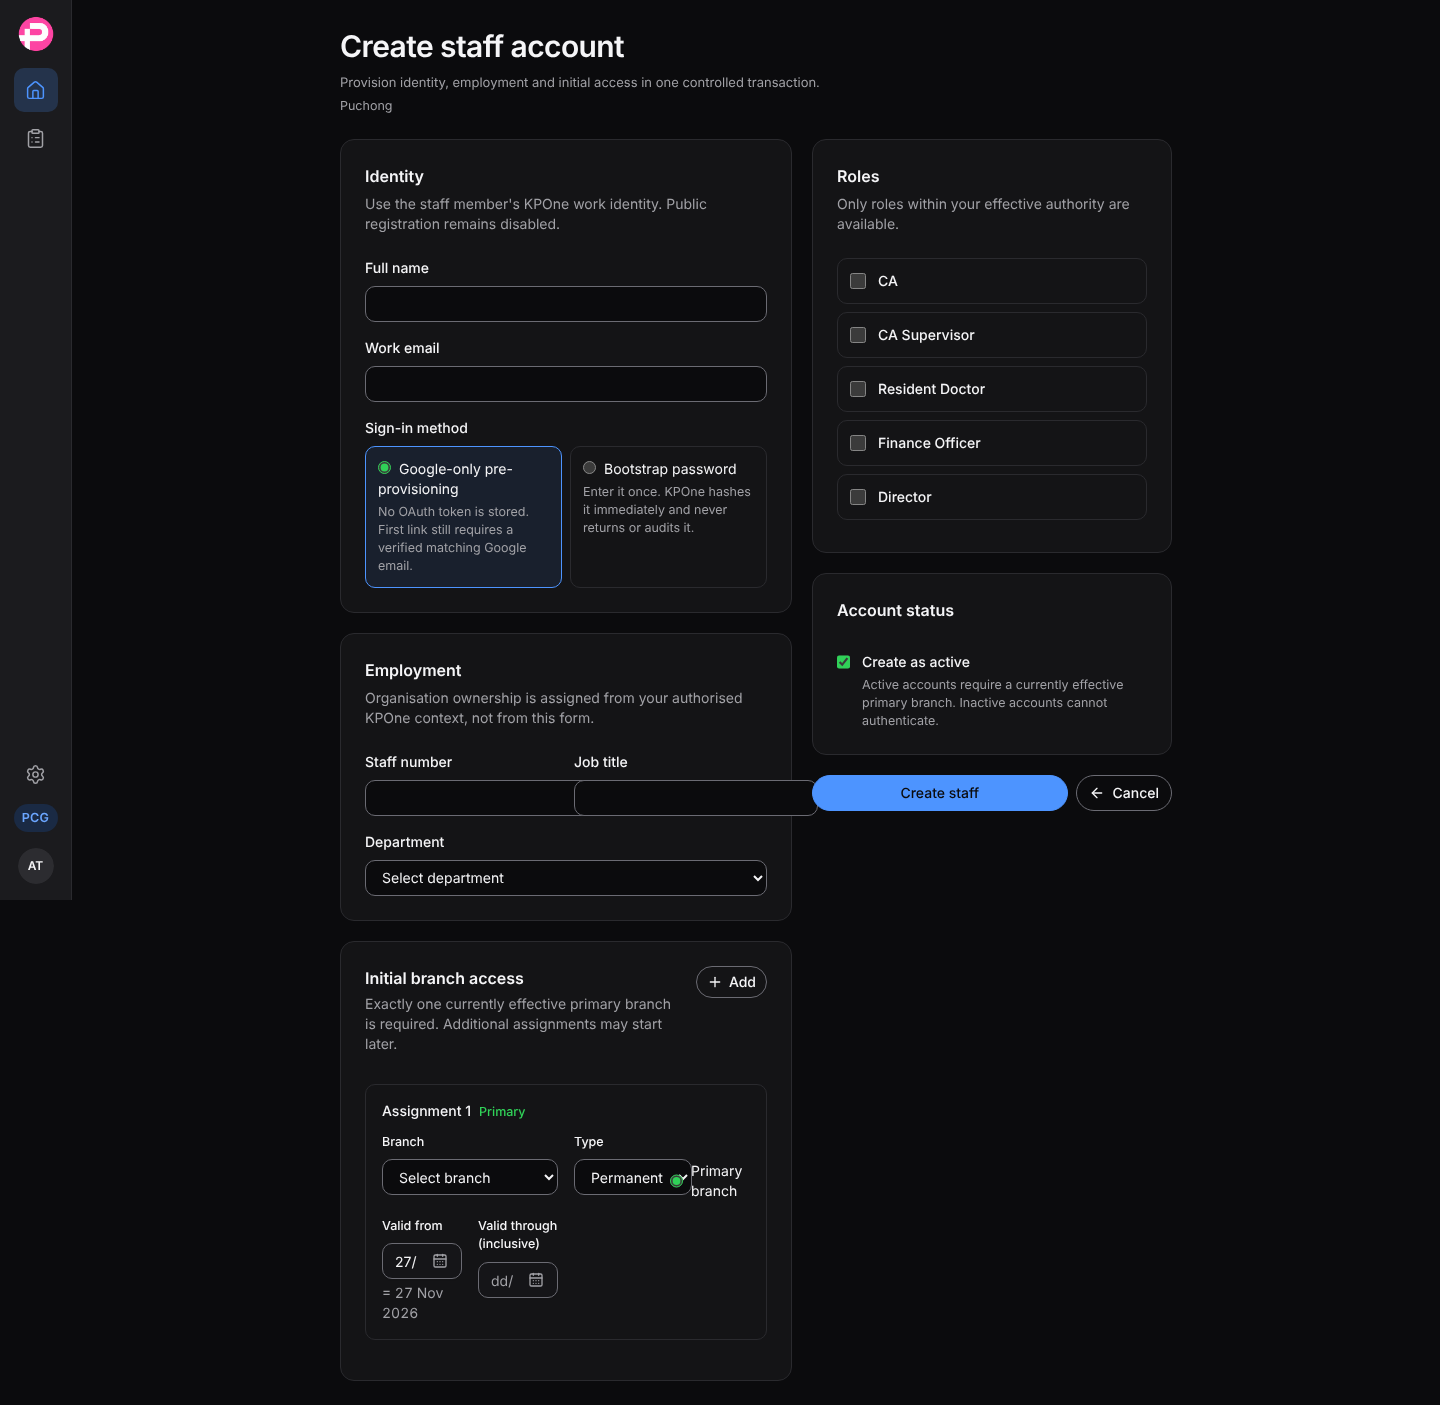 Create staff account
Provision identity, employment and initial access in one controlled transaction.
Puchong
Identity
Use the staff member's KPOne work identity. Public
registration remains disabled.
Full name
Work email
Sign-in method
Google-only pre-
provisioning
No OAuth token is stored.
First link still requires a
verified matching Google
email.
Bootstrap password
Enter it once. KPOne hashes
it immediately and never
returns or audits it.
Employment
Organisation ownership is assigned from your authorised
KPOne context, not from this form.
Staff number
Job title
Department
Select department
Initial branch access
Add
Exactly one currently effective primary branch
is required. Additional assignments may start
later.
Assignment 1 Primary
Branch
Select branch
Type
Permanent
Primary
branch
Valid from
27/
= 27 Nov
2026
Valid through
(inclusive)
dd/
Roles
Only roles within your effective authority are
available.
CA
CA Supervisor
Resident Doctor
Finance Officer
Director
Account status
Create as active
Active accounts require a currently effective
primary branch. Inactive accounts cannot
authenticate.
Create staff
Cancel
PCG
AT